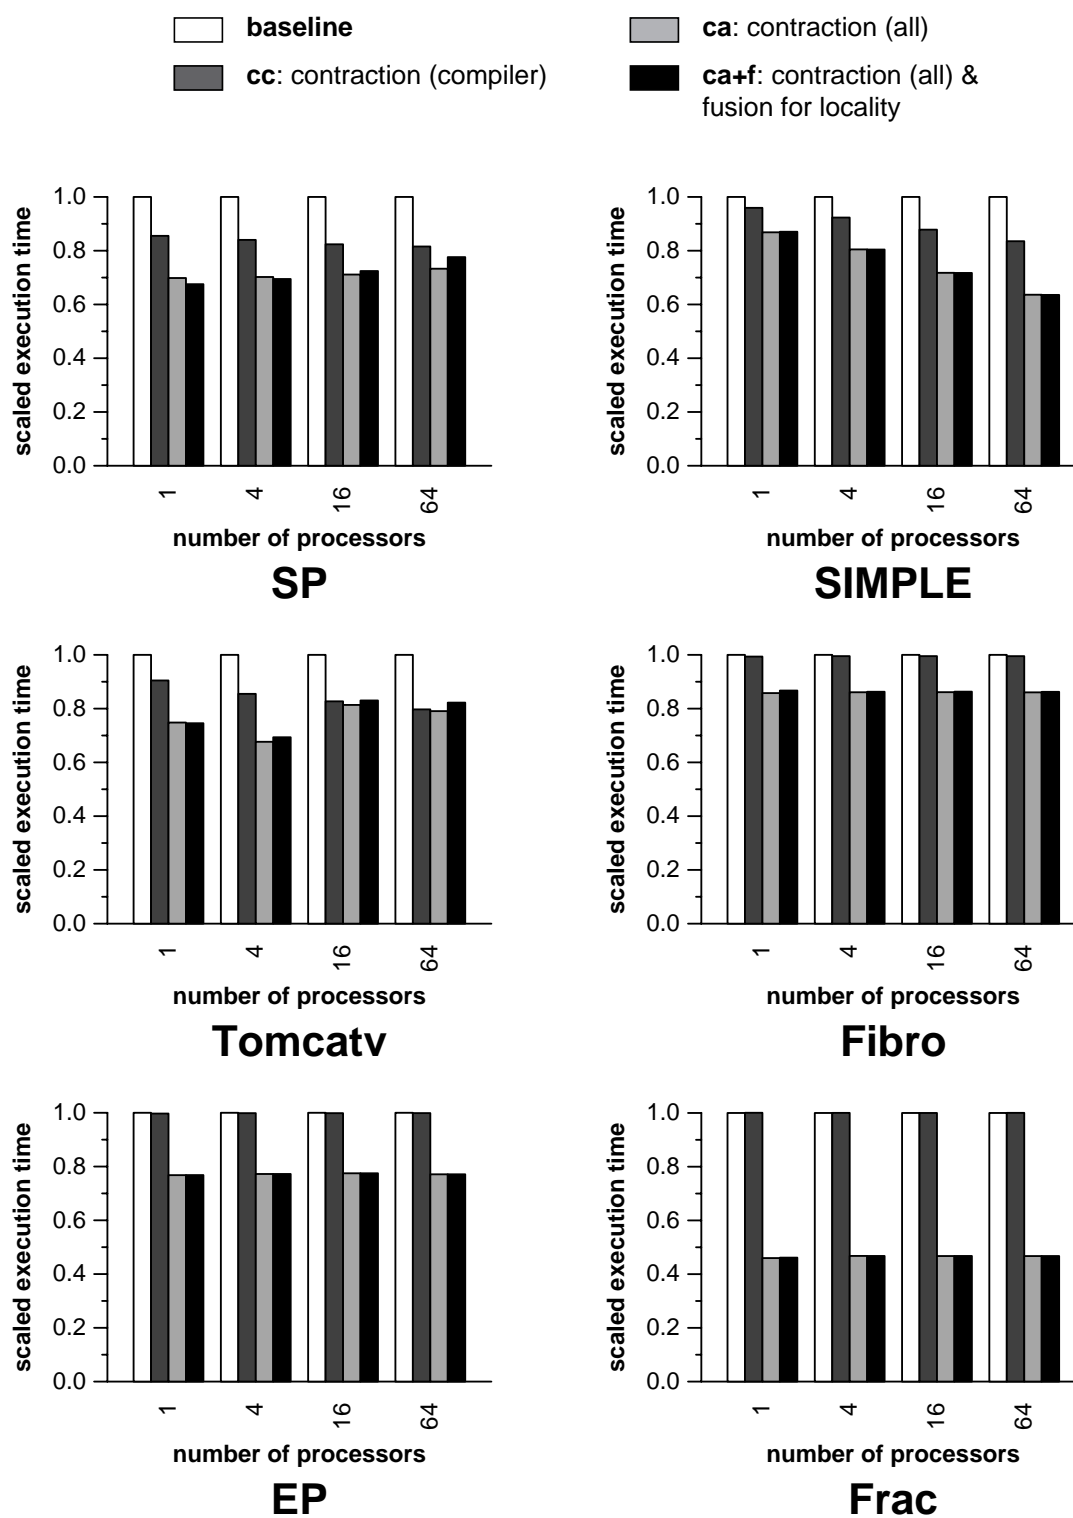 baseline
ca: contraction (all)
cc: contraction (compiler)
ca+f: contraction (all) &
fusion for locality
scaled execution time
1.0
0.8
0.6
0.4
0.2
0.0
1 4 16 64
number of processors
SP
scaled execution time
1.0
0.8
0.6
0.4
0.2
0.0
1 4 16 64
number of processors
SIMPLE
scaled execution time
1.0
0.8
0.6
0.4
0.2
0.0
1 4 16 64
number of processors
Tomcatv
scaled execution time
1.0
0.8
0.6
0.4
0.2
0.0
1 4 16 64
number of processors
Fibro
scaled execution time
1.0
0.8
0.6
0.4
0.2
0.0
1 4 16 64
number of processors
EP
scaled execution time
1.0
0.8
0.6
0.4
0.2
0.0
1 4 16 64
number of processors
Frac